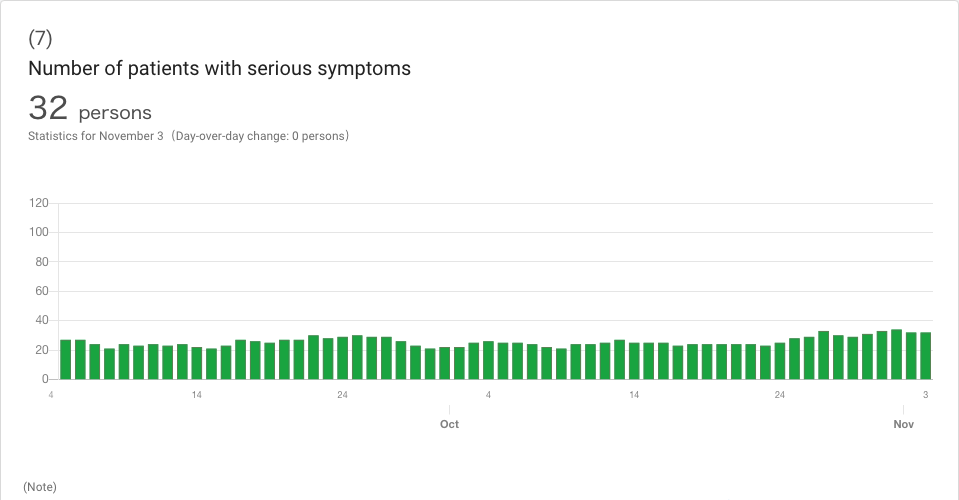 (7)
Number of patients with serious symptoms
32 persons
Statistics for November 3（Day-over-day change: 0 persons）
120
100
80
60
40
20
0
4 14 24 4 14 24 3
Oct Nov
(Note)